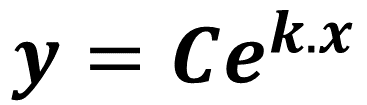 y = Ce^{k.x}